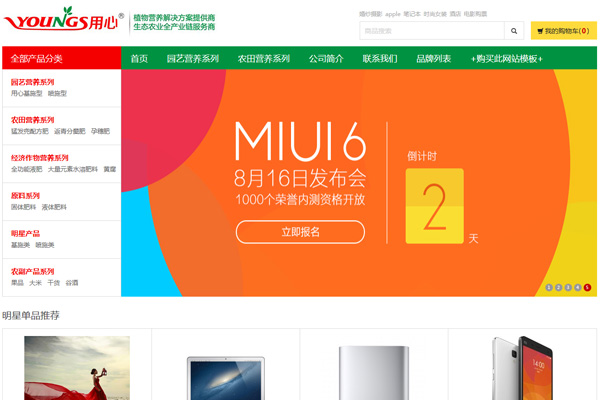 YOUNGS用心®
植物营养解决方案提供商
生态农业全产业链服务商
婚纱摄影 apple 笔记本 时尚女装 酒店 电影购票
商品搜索
我的购物车(0)
全部产品分类
首页 园艺营养系列 农田营养系列 公司简介 联系我们 品牌列表 +购买此网站模板+
园艺营养系列
用心基施型 喷施型
农田营养系列
猛发壳配方肥 返青分蘖肥 孕穗肥
经济作物营养系列
全功能液肥 大量元素水溶肥料 黄腐
原料系列
固体肥料 液体肥料
明星产品
基施类 喷施类
农副产品系列
果品 大米 干货 谷酒
MIUI 6
8月16日发布会
1000个荣誉内测资格开放
立即报名
倒计时
2
天
1 2 3 4 5
明星单品推荐